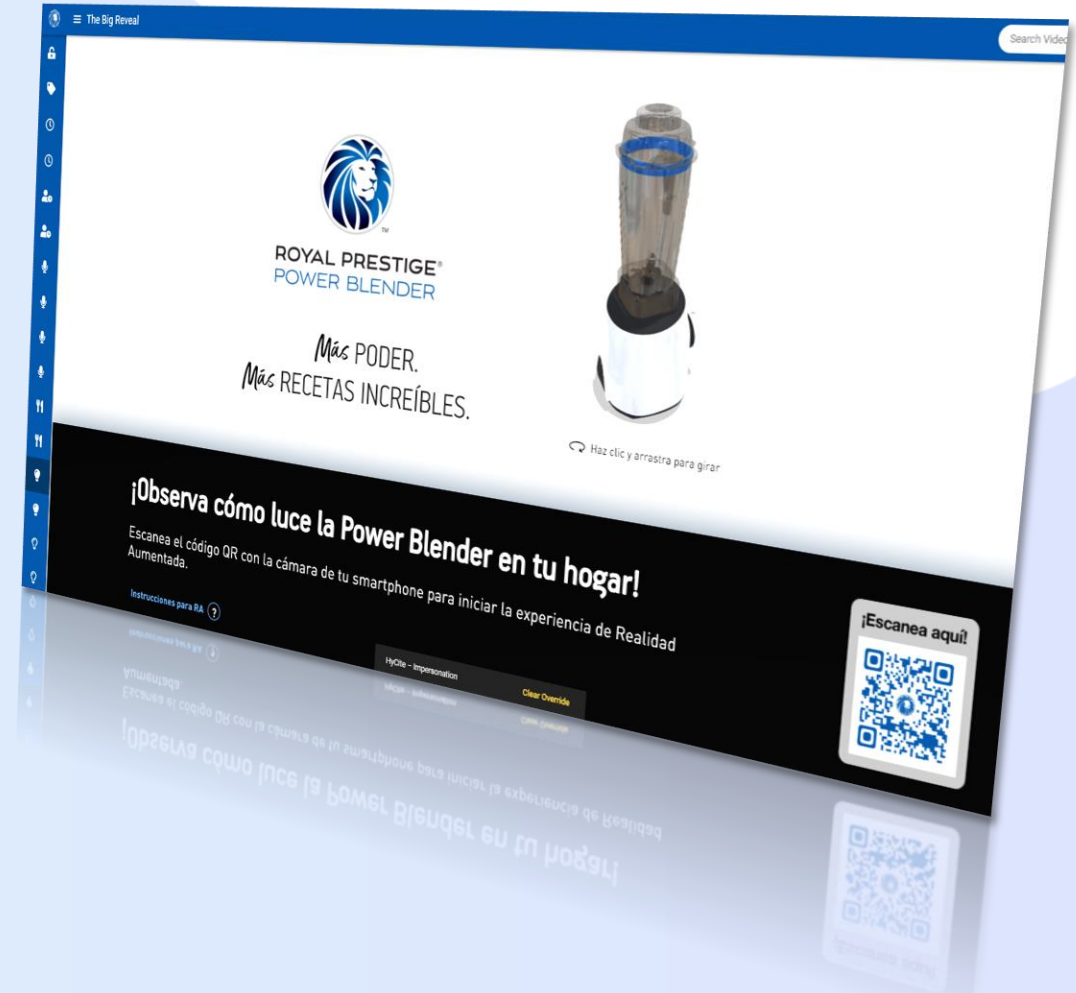 The Big Reveal
Search Video
ROYAL PRESTIGE®
POWER BLENDER
TM
Más PODER.
Más RECETAS INCREÍBLES.
Haz clic y arrastra para girar
¡Observa cómo luce la Power Blender en tu hogar!
Escanea el código QR con la cámara de tu smartphone para iniciar la experiencia de Realidad
Aumentada.
Instrucciones para RA ?
HyCite – Impersonation
Clear Override
¡Escanea aquí!